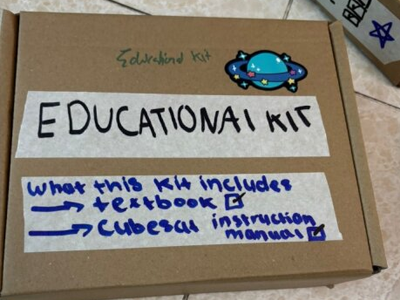 Educational Kit
EDUCATIONAl KIT
What this Kit includes
→ textbook ☑
→ Cubesat instruction
manual ☑